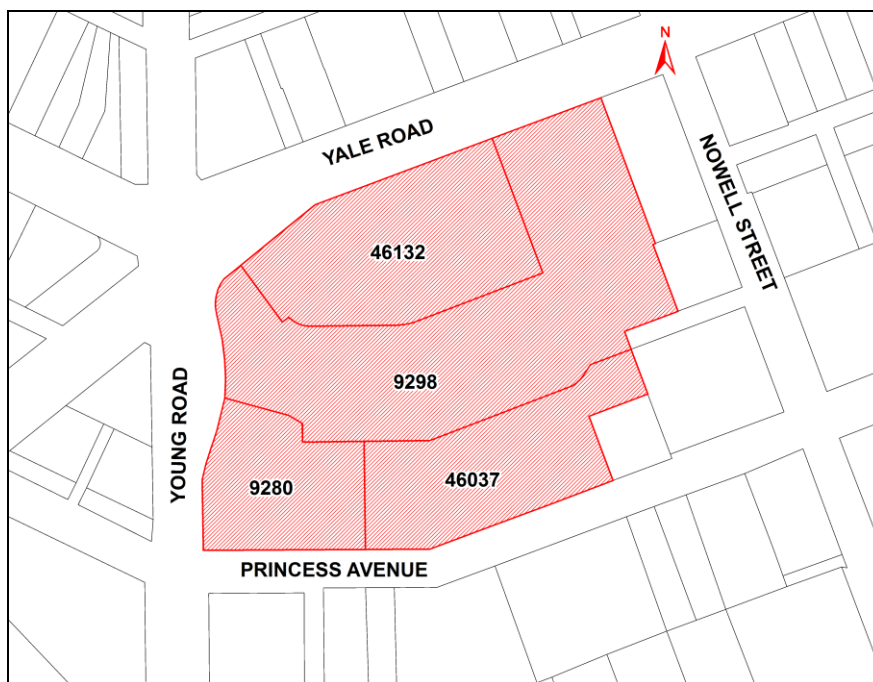 N
YALE ROAD
NOWELL STREET
46132
9298
YOUNG ROAD
9280
46037
PRINCESS AVENUE